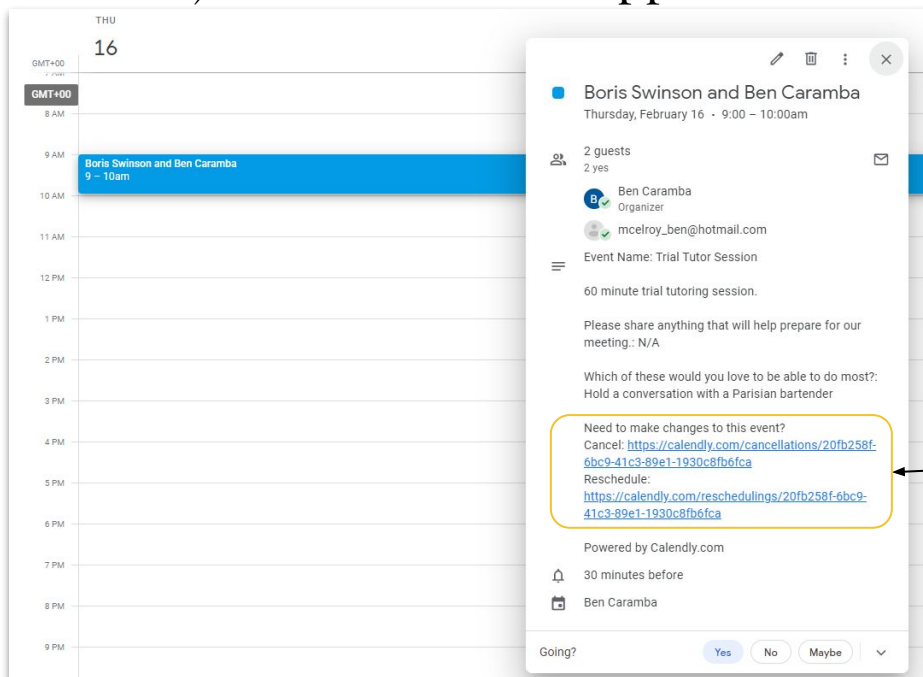 THU
16
GMT+00
GMT+00
8 AM
9 AM
Boris Swinson and Ben Caramba
9 – 10am
10 AM
11 AM
12 PM
1 PM
2 PM
3 PM
4 PM
5 PM
6 PM
7 PM
8 PM
9 PM
Boris Swinson and Ben Caramba
Thursday, February 16 • 9:00 – 10:00am
2 guests
2 yes
B
Ben Caramba
Organizer
mcelroy_ben@hotmail.com
Event Name: Trial Tutor Session
60 minute trial tutoring session.
Please share anything that will help prepare for our
meeting.: N/A
Which of these would you love to be able to do most?:
Hold a conversation with a Parisian bartender
Need to make changes to this event?
Cancel: https://calendly.com/cancellations/20fb258f-
6bc9-41c3-89e1-1930c8fb6fca
Reschedule:
https://calendly.com/reschedulings/20fb258f-6bc9-
41c3-89e1-1930c8fb6fca
Powered by Calendly.com
30 minutes before
Ben Caramba
Going?
Yes
No
Maybe